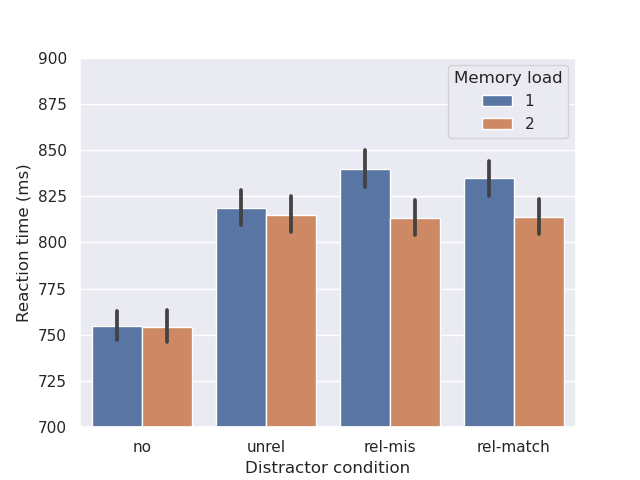 900
875
850
825
800
775
750
725
700
Reaction time (ms)
Memory load
1
2
no
unrel
rel-mis
rel-match
Distractor condition